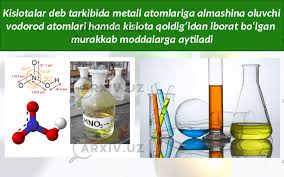 Kislotalar deb tarkibida metall atomlariga almashina oluvchi
vodorod atomlari hamda kislota qoldig‘idan iborat bo‘lgan
murakkab moddalarga aytiladi
HNO₃
ARXIV.UZ